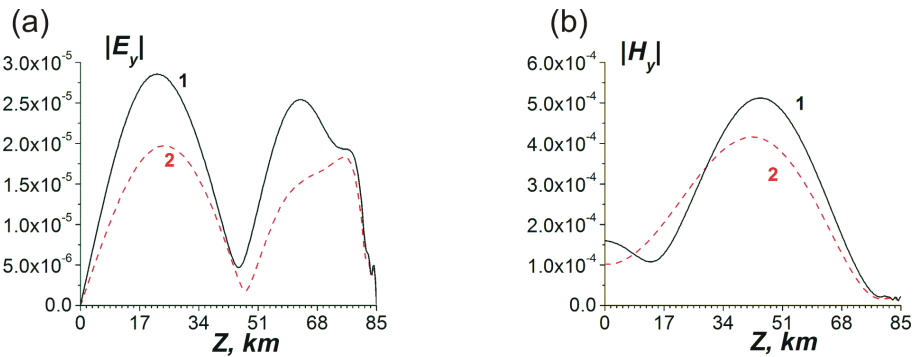 (a)
|E_y|
3.0x10⁻⁵
2.5x10⁻⁵
2.0x10⁻⁵
1.5x10⁻⁵
1.0x10⁻⁵
5.0x10⁻⁶
0.0
1
2
0 17 34 51 68 85
Z, km
(b)
|H_y|
6.0x10⁻⁴
5.0x10⁻⁴
4.0x10⁻⁴
3.0x10⁻⁴
2.0x10⁻⁴
1.0x10⁻⁴
0.0
1
2
0 17 34 51 68 85
Z, km